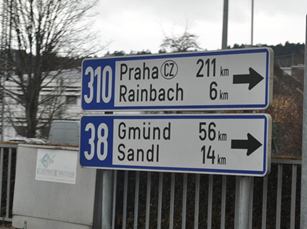 310 Praha CZ 211 km
Rainbach 6 km
38 Gmünd 56 km
Sandl 14 km